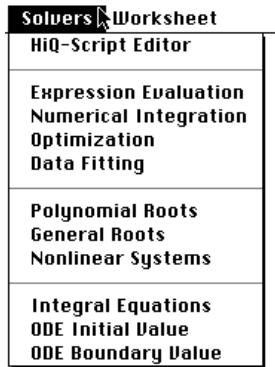 Solvers Worksheet
HiQ-Script Editor
Expression Evaluation
Numerical Integration
Optimization
Data Fitting
Polynomial Roots
General Roots
Nonlinear Systems
Integral Equations
ODE Initial Value
ODE Boundary Value